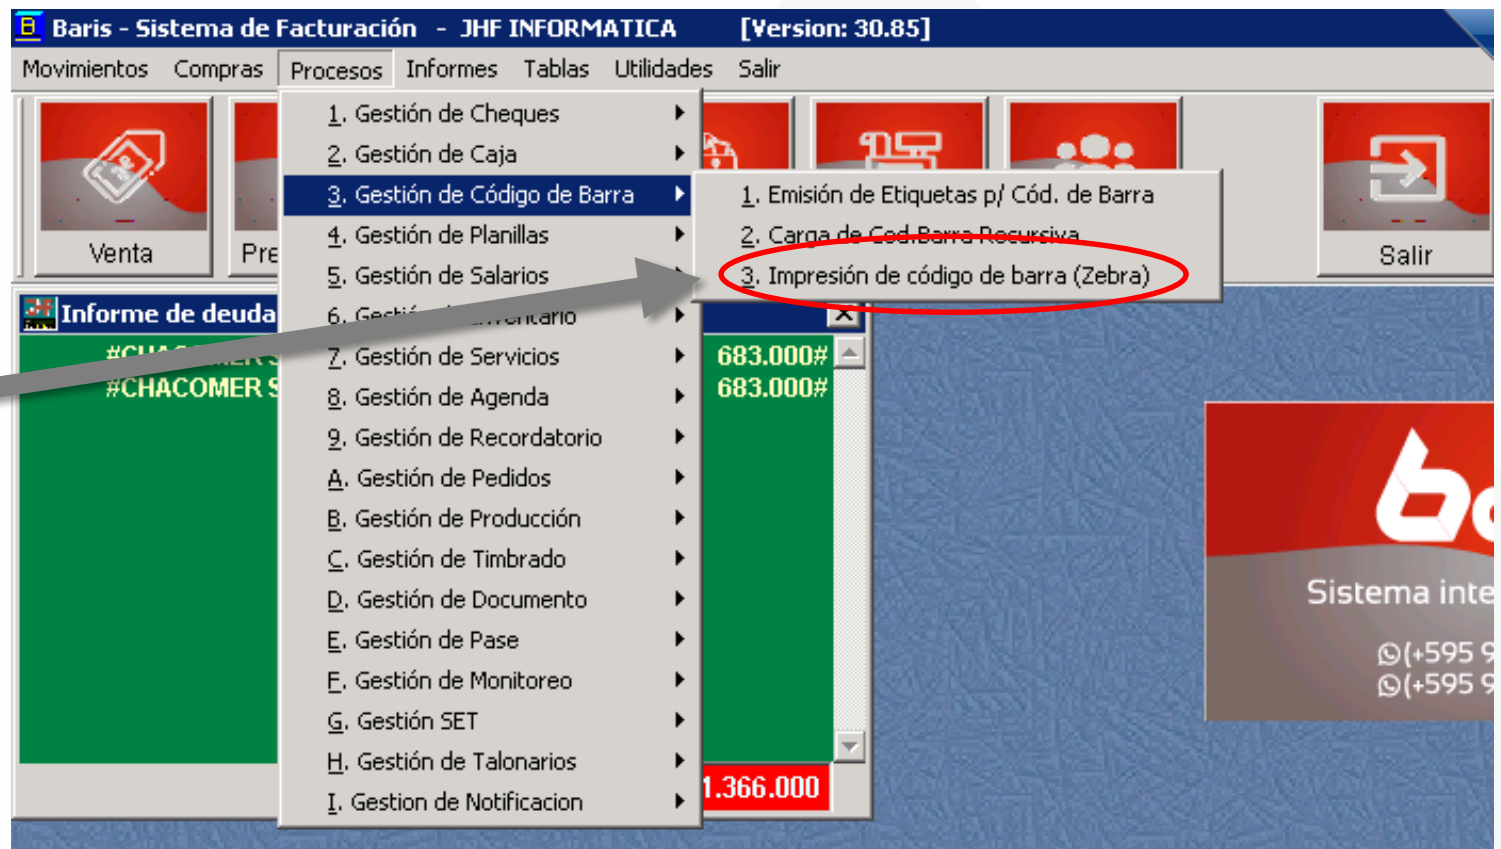 B Baris - Sistema de Facturación - JHF INFORMATICA [Version: 30.85]
Movimientos Compras Procesos Informes Tablas Utilidades Salir
Venta
Salir
1. Gestión de Cheques
2. Gestión de Caja
3. Gestión de Código de Barra
4. Gestión de Planillas
5. Gestión de Salarios
6. Gestión
7. Gestión de Servicios
8. Gestión de Agenda
9. Gestión de Recordatorio
A. Gestión de Pedidos
B. Gestión de Producción
C. Gestión de Timbrado
D. Gestión de Documento
E. Gestión de Pase
F. Gestión de Monitoreo
G. Gestión SET
H. Gestión de Talonarios
I. Gestion de Notificacion
1. Emisión de Etiquetas p/ Cód. de Barra
2. Carga de Cod.Barra Recursiva
3. Impresión de código de barra (Zebra)
Informe de deuda
#CHACOMER S 683.000#
#CHACOMER S 683.000#
1.366.000
Sistema inte
(+595 9
(+595 9